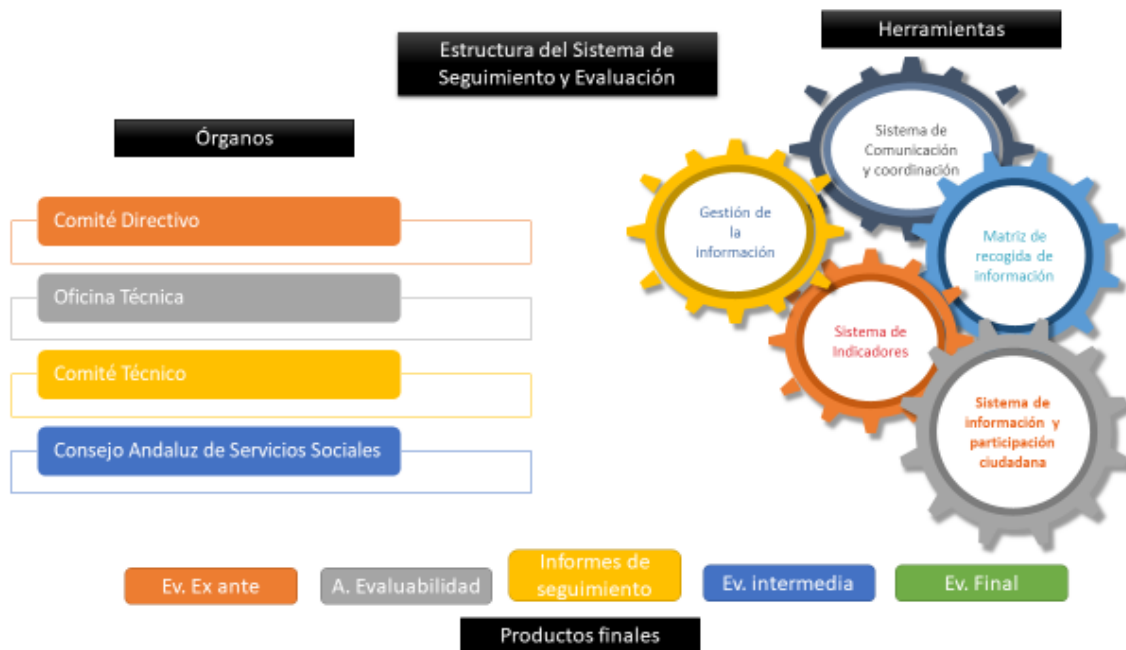 Estructura del Sistema de
Seguimiento y Evaluación
Herramientas
Órganos
Comité Directivo
Oficina Técnica
Comité Técnico
Consejo Andaluz de Servicios Sociales
Sistema de
Comunicación
y coordinación
Gestión de
la
información
Matriz de
recogida de
información
Sistema de
Indicadores
Sistema de
información y
participación
ciudadana
Ev. Ex ante
A. Evaluabilidad
Informes de
seguimiento
Ev. intermedia
Ev. Final
Productos finales